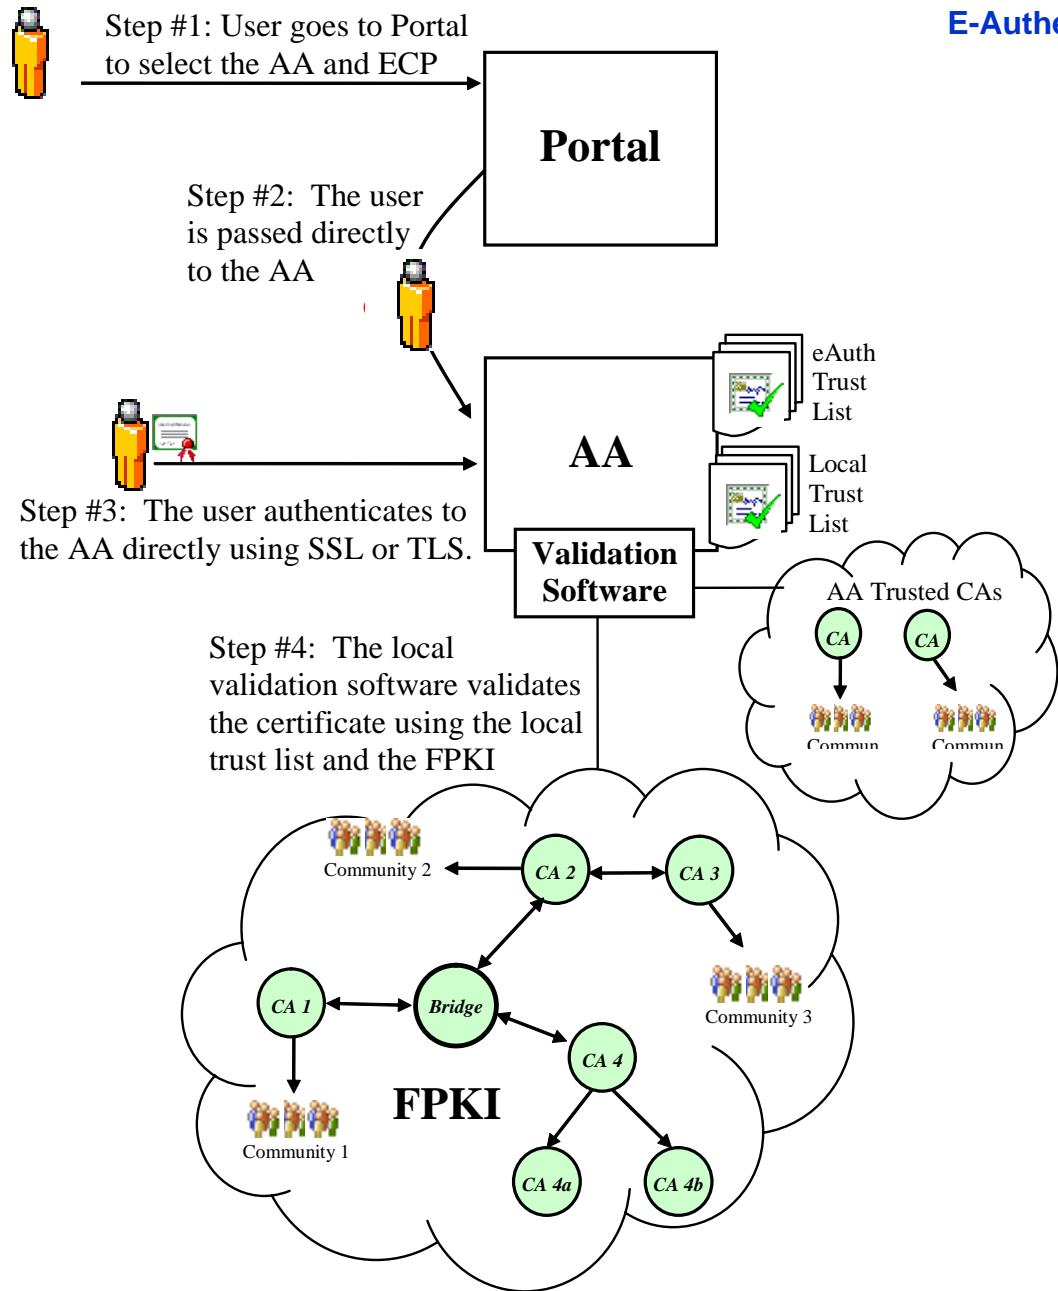 E-Authe
Step #1: User goes to Portal
to select the AA and ECP
Portal
Step #2: The user
is passed directly
to the AA
eAuth
Trust
List
AA
Local
Trust
List
Step #3: The user authenticates to
the AA directly using SSL or TLS.
Validation
Software
AA Trusted CAs
CA
CA
Commun
Commun
Step #4: The local
validation software validates
the certificate using the local
trust list and the FPKI
Community 2
CA 2
CA 3
CA 1
Bridge
Community 3
CA 4
FPKI
Community 1
CA 4a
CA 4b